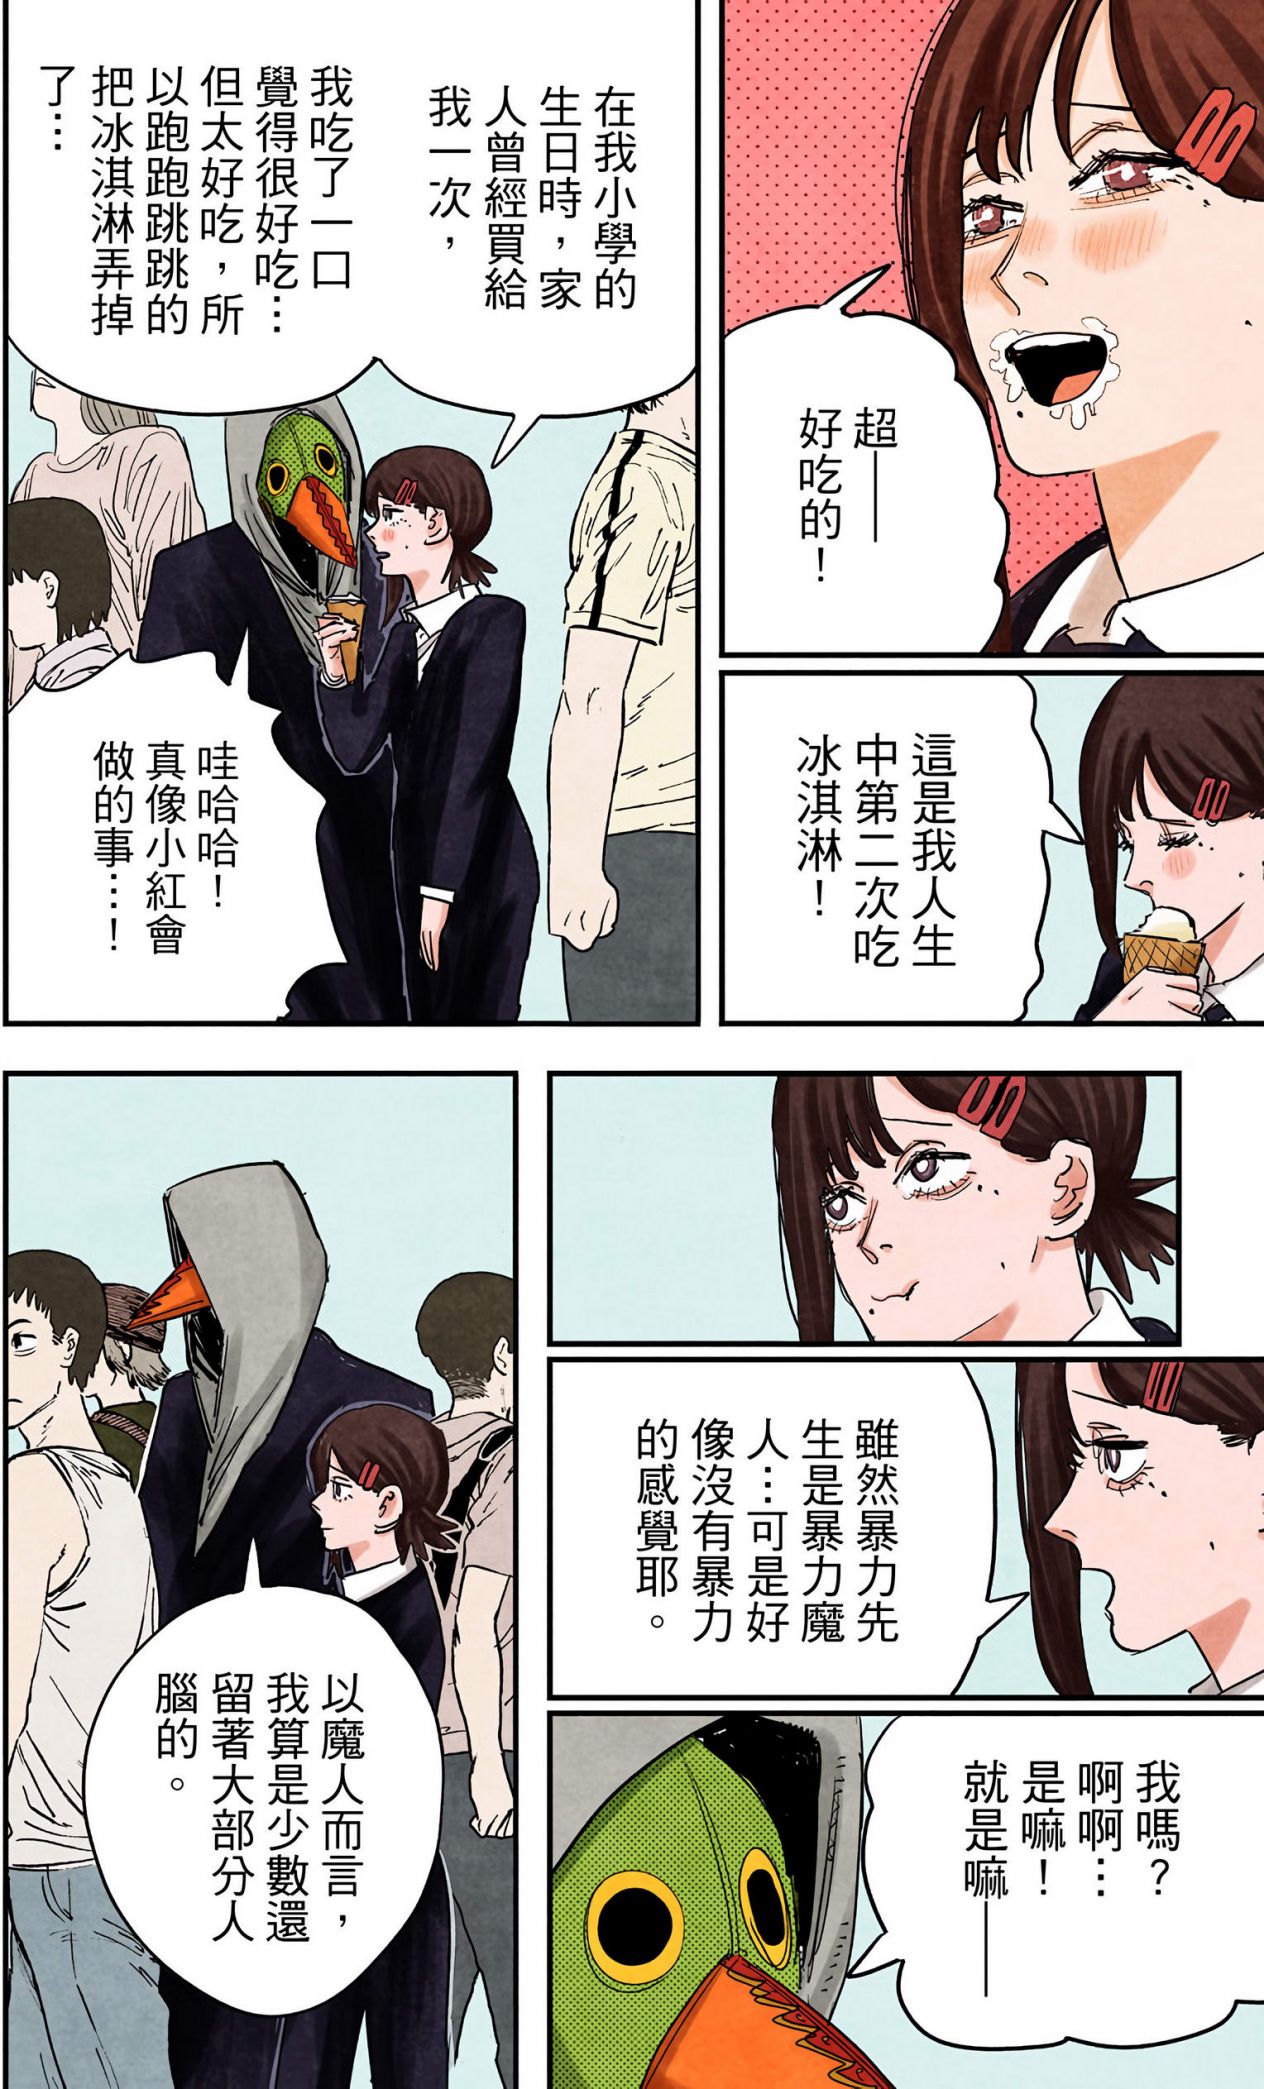 超——
好吃的！
這是我人生
中第二次吃
冰淇淋！
在我小學的
生日時，家
人曾經買給
我一次，
我吃了一口
覺得很好吃…
但太好吃，所
以跑跑跳跳的
把冰淇淋弄掉
了…
哇哈哈！
真像小紅會
做的事…！
雖然暴力先
生是暴力魔
人…可是好
像沒有暴力
的感覺耶。
我嗎？
啊啊…
是嘛！
就是嘛——
以魔人而言，
我算是少數還
留著大部分人
腦的。